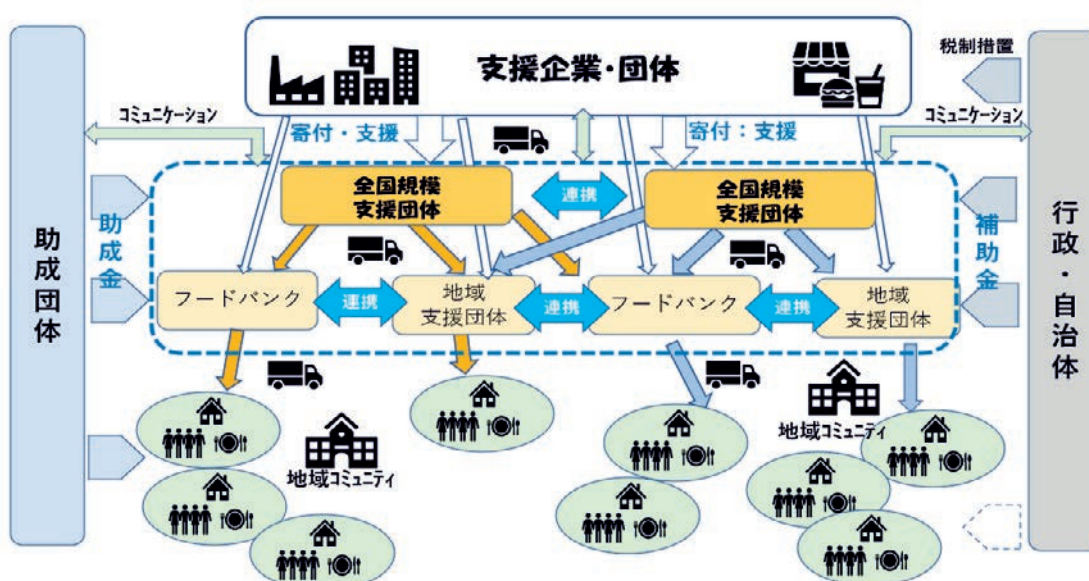 支援企業・団体
税制措置
コミュニケーション
コミュニケーション
寄付・支援
寄付：支援
全国規模
支援団体
連携
全国規模
支援団体
助成団体
助成金
補助金
行政・自治体
フードバンク
連携
地域
支援団体
連携
フードバンク
連携
地域
支援団体
地域コミュニティ
地域コミュニティ